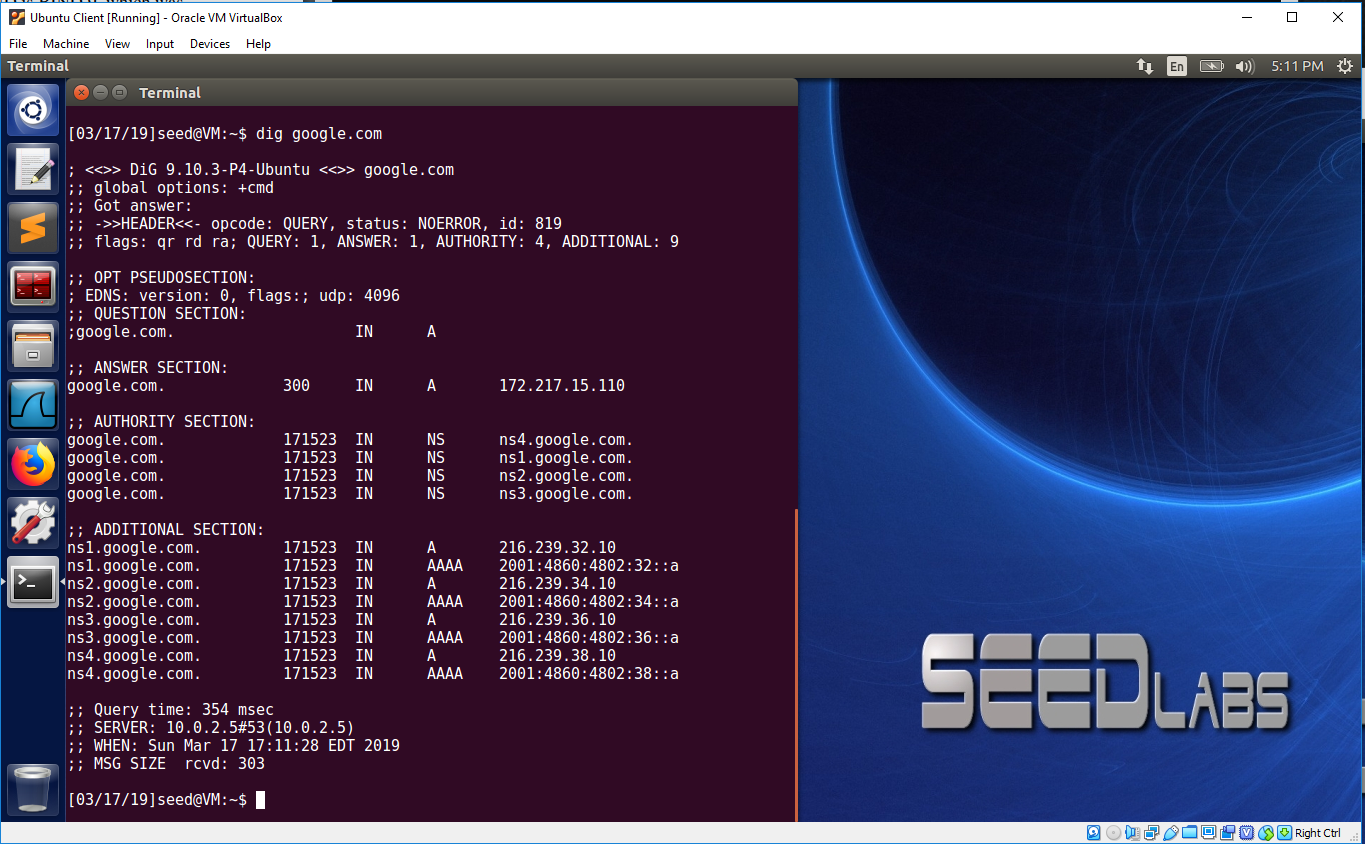 Ubuntu Client [Running] - Oracle VM VirtualBox
File Machine View Input Devices Help
Terminal En 5:11 PM
Terminal
[03/17/19]seed@VM:~$ dig google.com
; <<>> DiG 9.10.3-P4-Ubuntu <<>> google.com
;; global options: +cmd
;; Got answer:
;; ->>HEADER<<- opcode: QUERY, status: NOERROR, id: 819
;; flags: qr rd ra; QUERY: 1, ANSWER: 1, AUTHORITY: 4, ADDITIONAL: 9
;; OPT PSEUDOSECTION:
; EDNS: version: 0, flags:; udp: 4096
;; QUESTION SECTION:
;google.com. IN A
;; ANSWER SECTION:
google.com. 300 IN A 172.217.15.110
;; AUTHORITY SECTION:
google.com. 171523 IN NS ns4.google.com.
google.com. 171523 IN NS ns1.google.com.
google.com. 171523 IN NS ns2.google.com.
google.com. 171523 IN NS ns3.google.com.
;; ADDITIONAL SECTION:
ns1.google.com. 171523 IN A 216.239.32.10
ns1.google.com. 171523 IN AAAA 2001:4860:4802:32::a
ns2.google.com. 171523 IN A 216.239.34.10
ns2.google.com. 171523 IN AAAA 2001:4860:4802:34::a
ns3.google.com. 171523 IN A 216.239.36.10
ns3.google.com. 171523 IN AAAA 2001:4860:4802:36::a
ns4.google.com. 171523 IN A 216.239.38.10
ns4.google.com. 171523 IN AAAA 2001:4860:4802:38::a
;; Query time: 354 msec
;; SERVER: 10.0.2.5#53(10.0.2.5)
;; WHEN: Sun Mar 17 17:11:28 EDT 2019
;; MSG SIZE rcvd: 303
[03/17/19]seed@VM:~$
SEEDLABS
Right Ctrl